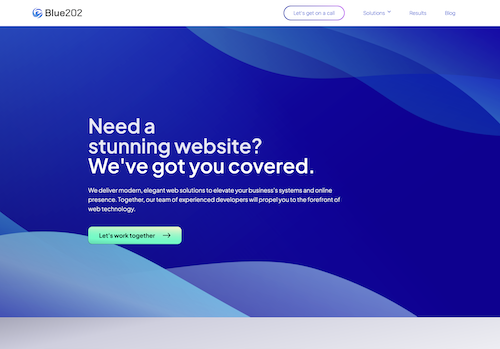 Blue202
Let's get on a call
Solutions
Results
Blog
Need a
stunning website?
We've got you covered.
We deliver modern, elegant web solutions to elevate your business's systems and online
presence. Together, our team of experienced developers will propel you to the forefront of
web technology.
Let's work together